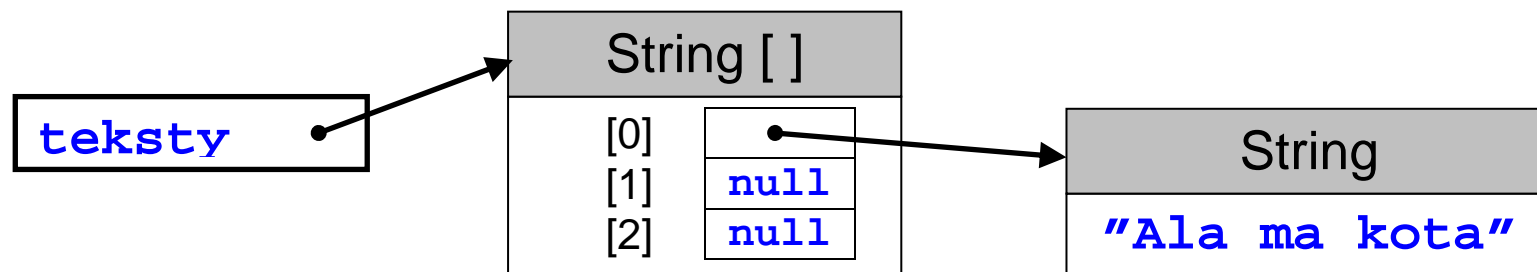 teksty
String [ ]
[0]
[1] null
[2] null
String
"Ala ma kota"